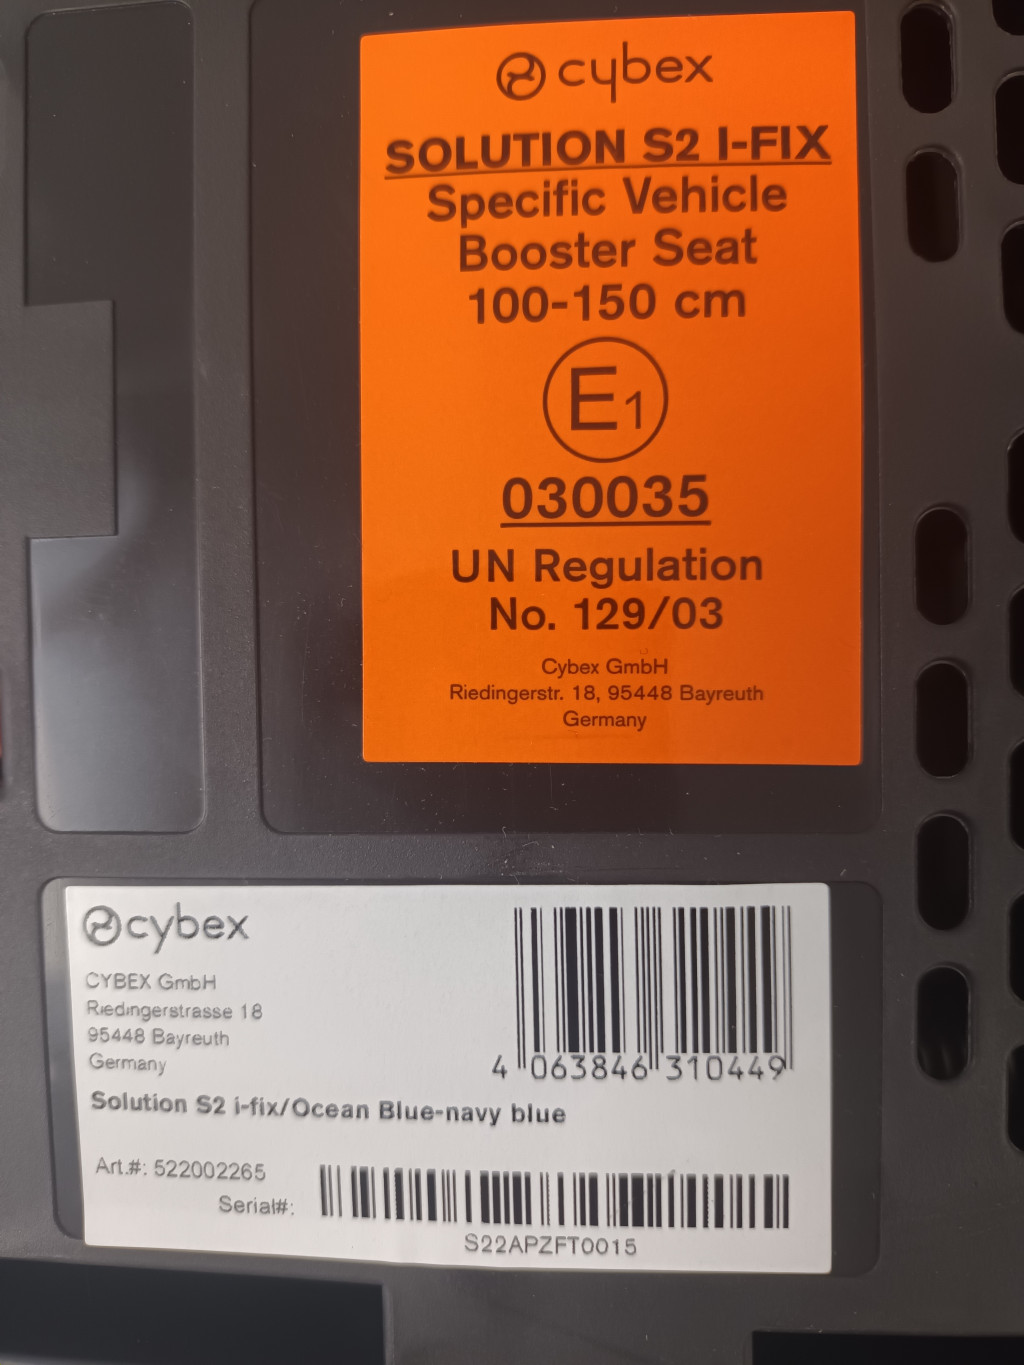 cybex
SOLUTION S2 I-FIX
Specific Vehicle
Booster Seat
100-150 cm
E1
030035
UN Regulation
No. 129/03
Cybex GmbH
Riedingerstr. 18, 95448 Bayreuth
Germany
cybex
CYBEX GmbH
Riedingerstrasse 18
95448 Bayreuth
Germany
4 063846 310449
Solution S2 i-fix/Ocean Blue-navy blue
Art.#: 522002265
Serial#:
S22APZFT0015